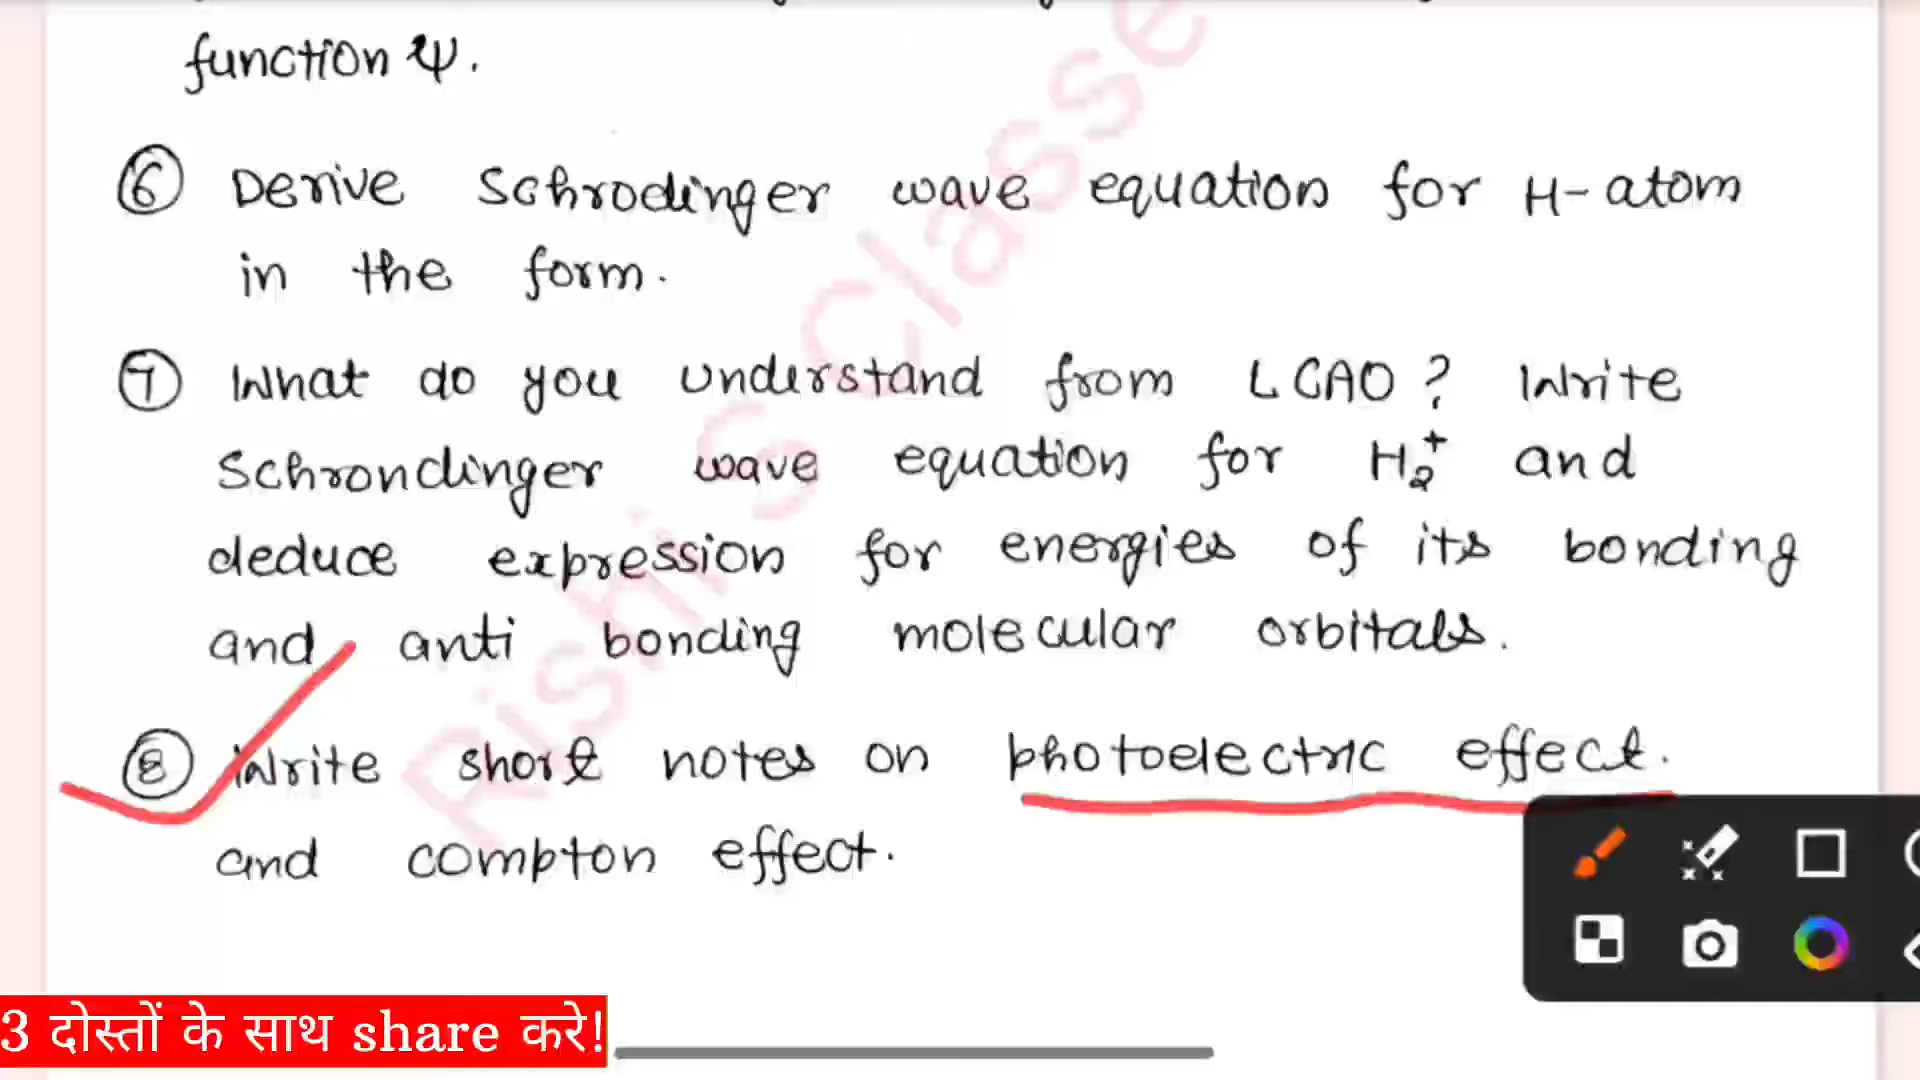 function Ψ.
⑥ Derive Schrodinger wave equation for H-atom
in the form.
⑦ What do you understand from LCAO? Write
Schrondinger wave equation for H₂⁺ and
deduce expression for energies of its bonding
and anti bonding molecular orbitals.
⑧ Write short notes on photoelectric effect.
and compton effect.
Rishi's Classe
3 दोस्तों के साथ share करे!